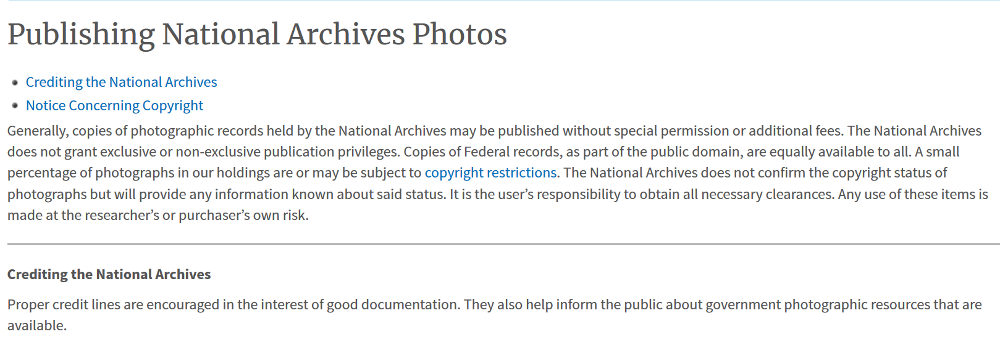 Publishing National Archives Photos
Crediting the National Archives
Notice Concerning Copyright
Generally, copies of photographic records held by the National Archives may be published without special permission or additional fees. The National Archives
does not grant exclusive or non-exclusive publication privileges. Copies of Federal records, as part of the public domain, are equally available to all. A small
percentage of photographs in our holdings are or may be subject to copyright restrictions. The National Archives does not confirm the copyright status of
photographs but will provide any information known about said status. It is the user’s responsibility to obtain all necessary clearances. Any use of these items is
made at the researcher’s or purchaser’s own risk.
Crediting the National Archives
Proper credit lines are encouraged in the interest of good documentation. They also help inform the public about government photographic resources that are
available.